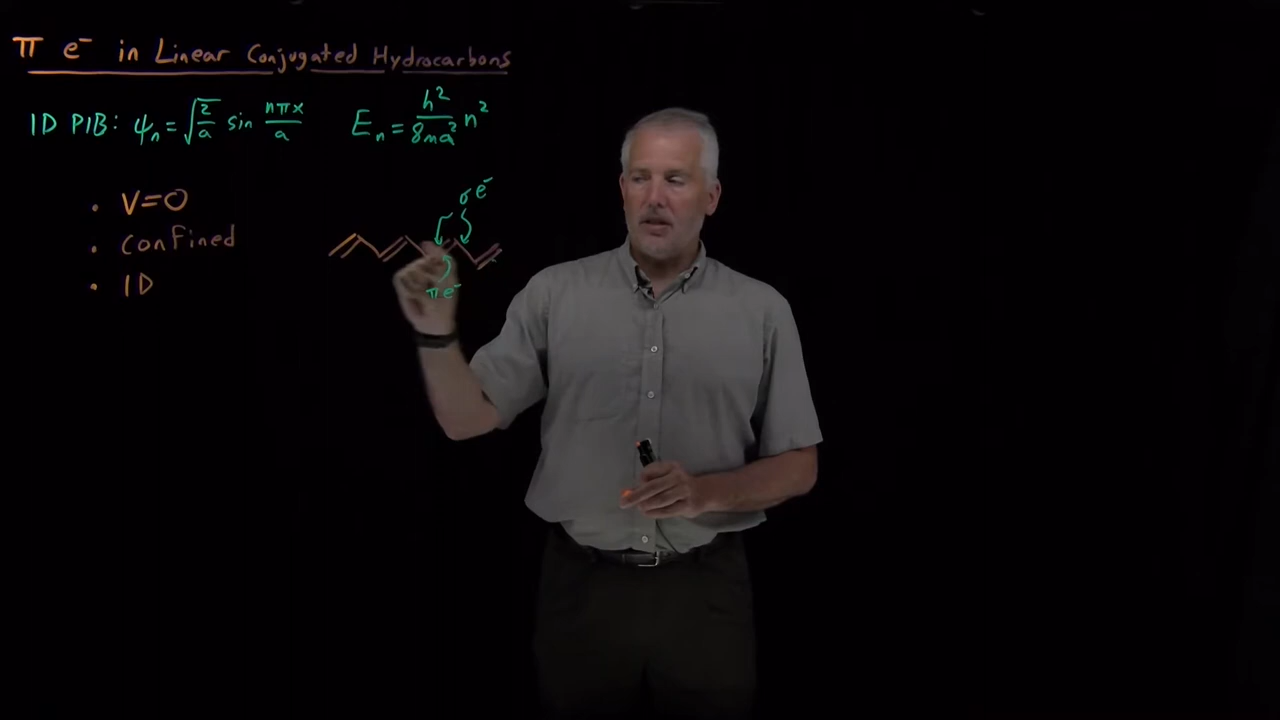 π e⁻ in Linear Conjugated Hydrocarbons
1D PIB: ψₙ = √(2/a) sin nπx/a    Eₙ = h²/8ma² n²
σ e⁻
• V=0
• Confined
• 1D
π e⁻